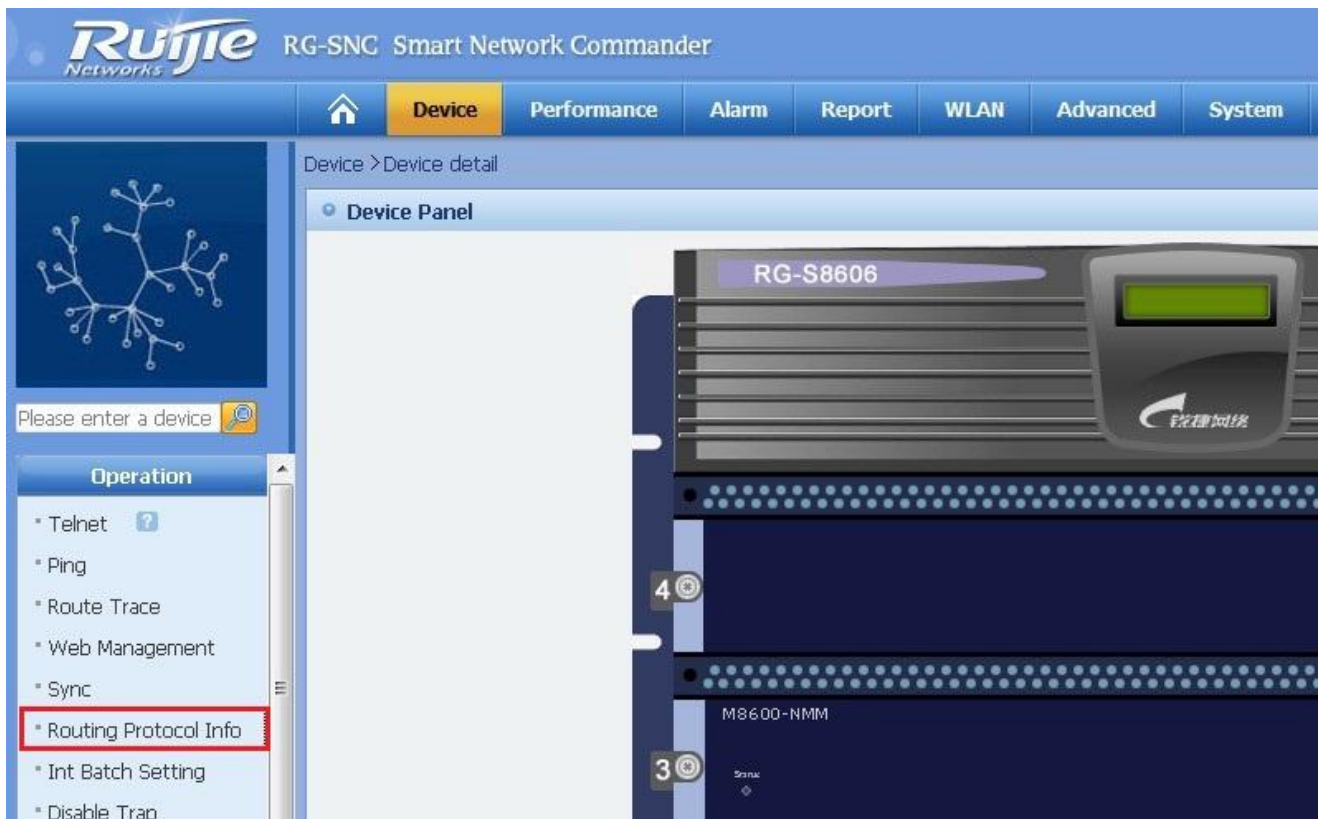 Ruijie
Networks
RG-SNC Smart Network Commander
Device Performance Alarm Report WLAN Advanced System
Device >Device detail
Device Panel
RG-S8606
锐捷网络
Please enter a device
Operation
Telnet ?
Ping
Route Trace
Web Management
Sync
Routing Protocol Info
Int Batch Setting
Disable Trap
4
M8600-NMM
3
Status